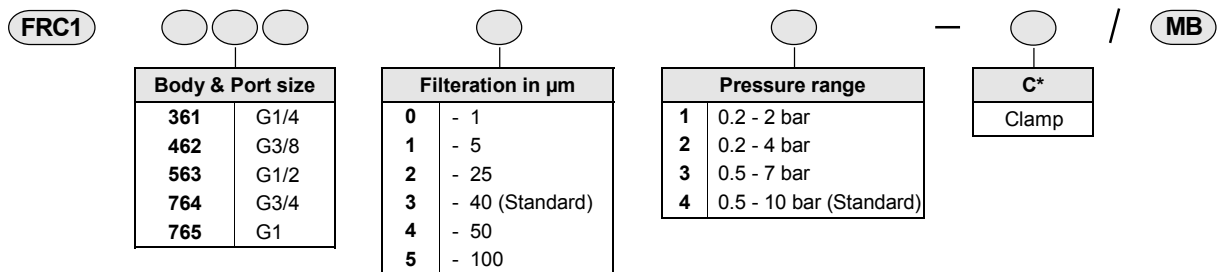 FRC1 – / MB
Body & Port size Filteration in µm Pressure range C*
361 G1/4 0 - 1 1 0.2 - 2 bar Clamp
462 G3/8 1 - 5 2 0.2 - 4 bar
563 G1/2 2 - 25 3 0.5 - 7 bar
764 G3/4 3 - 40 (Standard) 4 0.5 - 10 bar (Standard)
765 G1 4 - 50
5 - 100